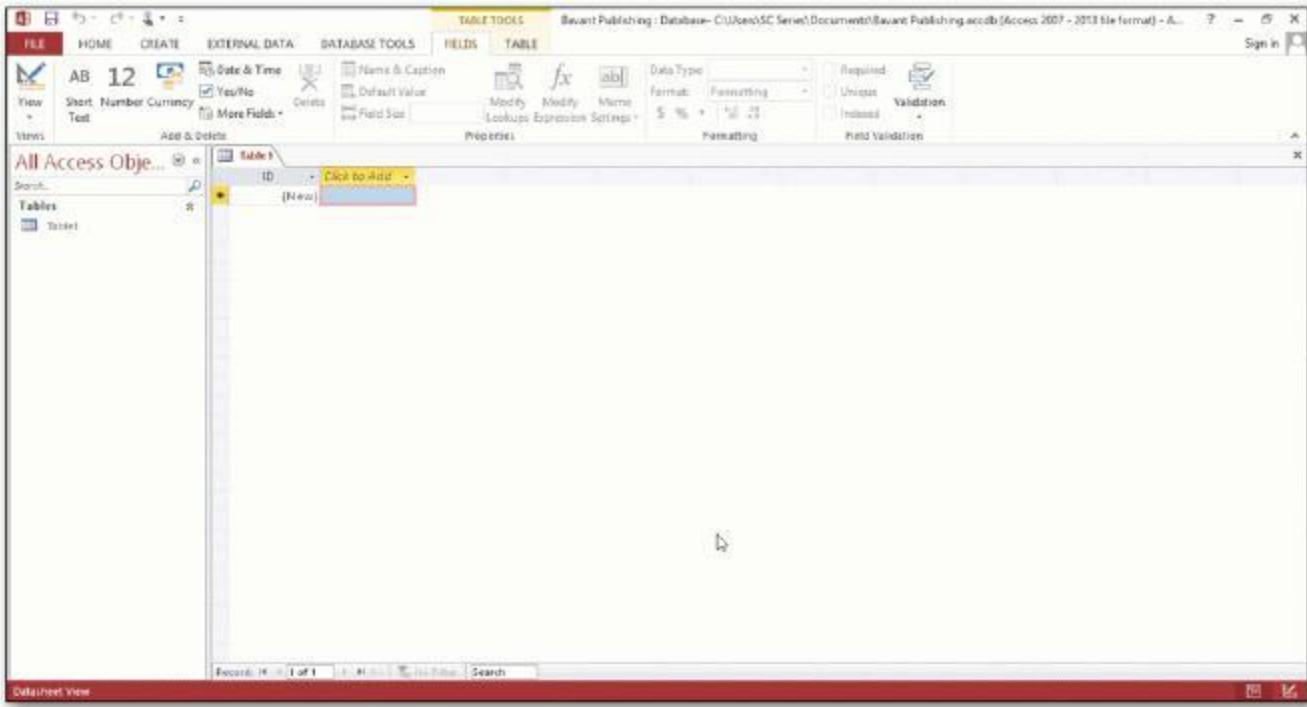 TABLE TOOLS
Bavant Publishing : Database- C:\Users\SC Series\Documents\Bavant Publishing.accdb (Access 2007 - 2013 file format) - A...
?
FILE HOME CREATE EXTERNAL DATA DATABASE TOOLS FIELDS TABLE
Sign in
View
AB
Short Text
12
Number
Currency
Date & Time
Yes/No
More Fields
Delete
Name & Caption
Default Value
Field Size
Modify Lookups
fx
Modify Expression
ab
Memo Settings
Data Type:
Format: Formatting
$ %
Required
Unique
Indexed
Validation
Views
Add & Delete
Properties
Formatting
Field Validation
All Access Obje...
Search...
Tables
Table1
Table1
ID Click to Add
(New)
Record: 1 of 1 No Filter Search
Datasheet View